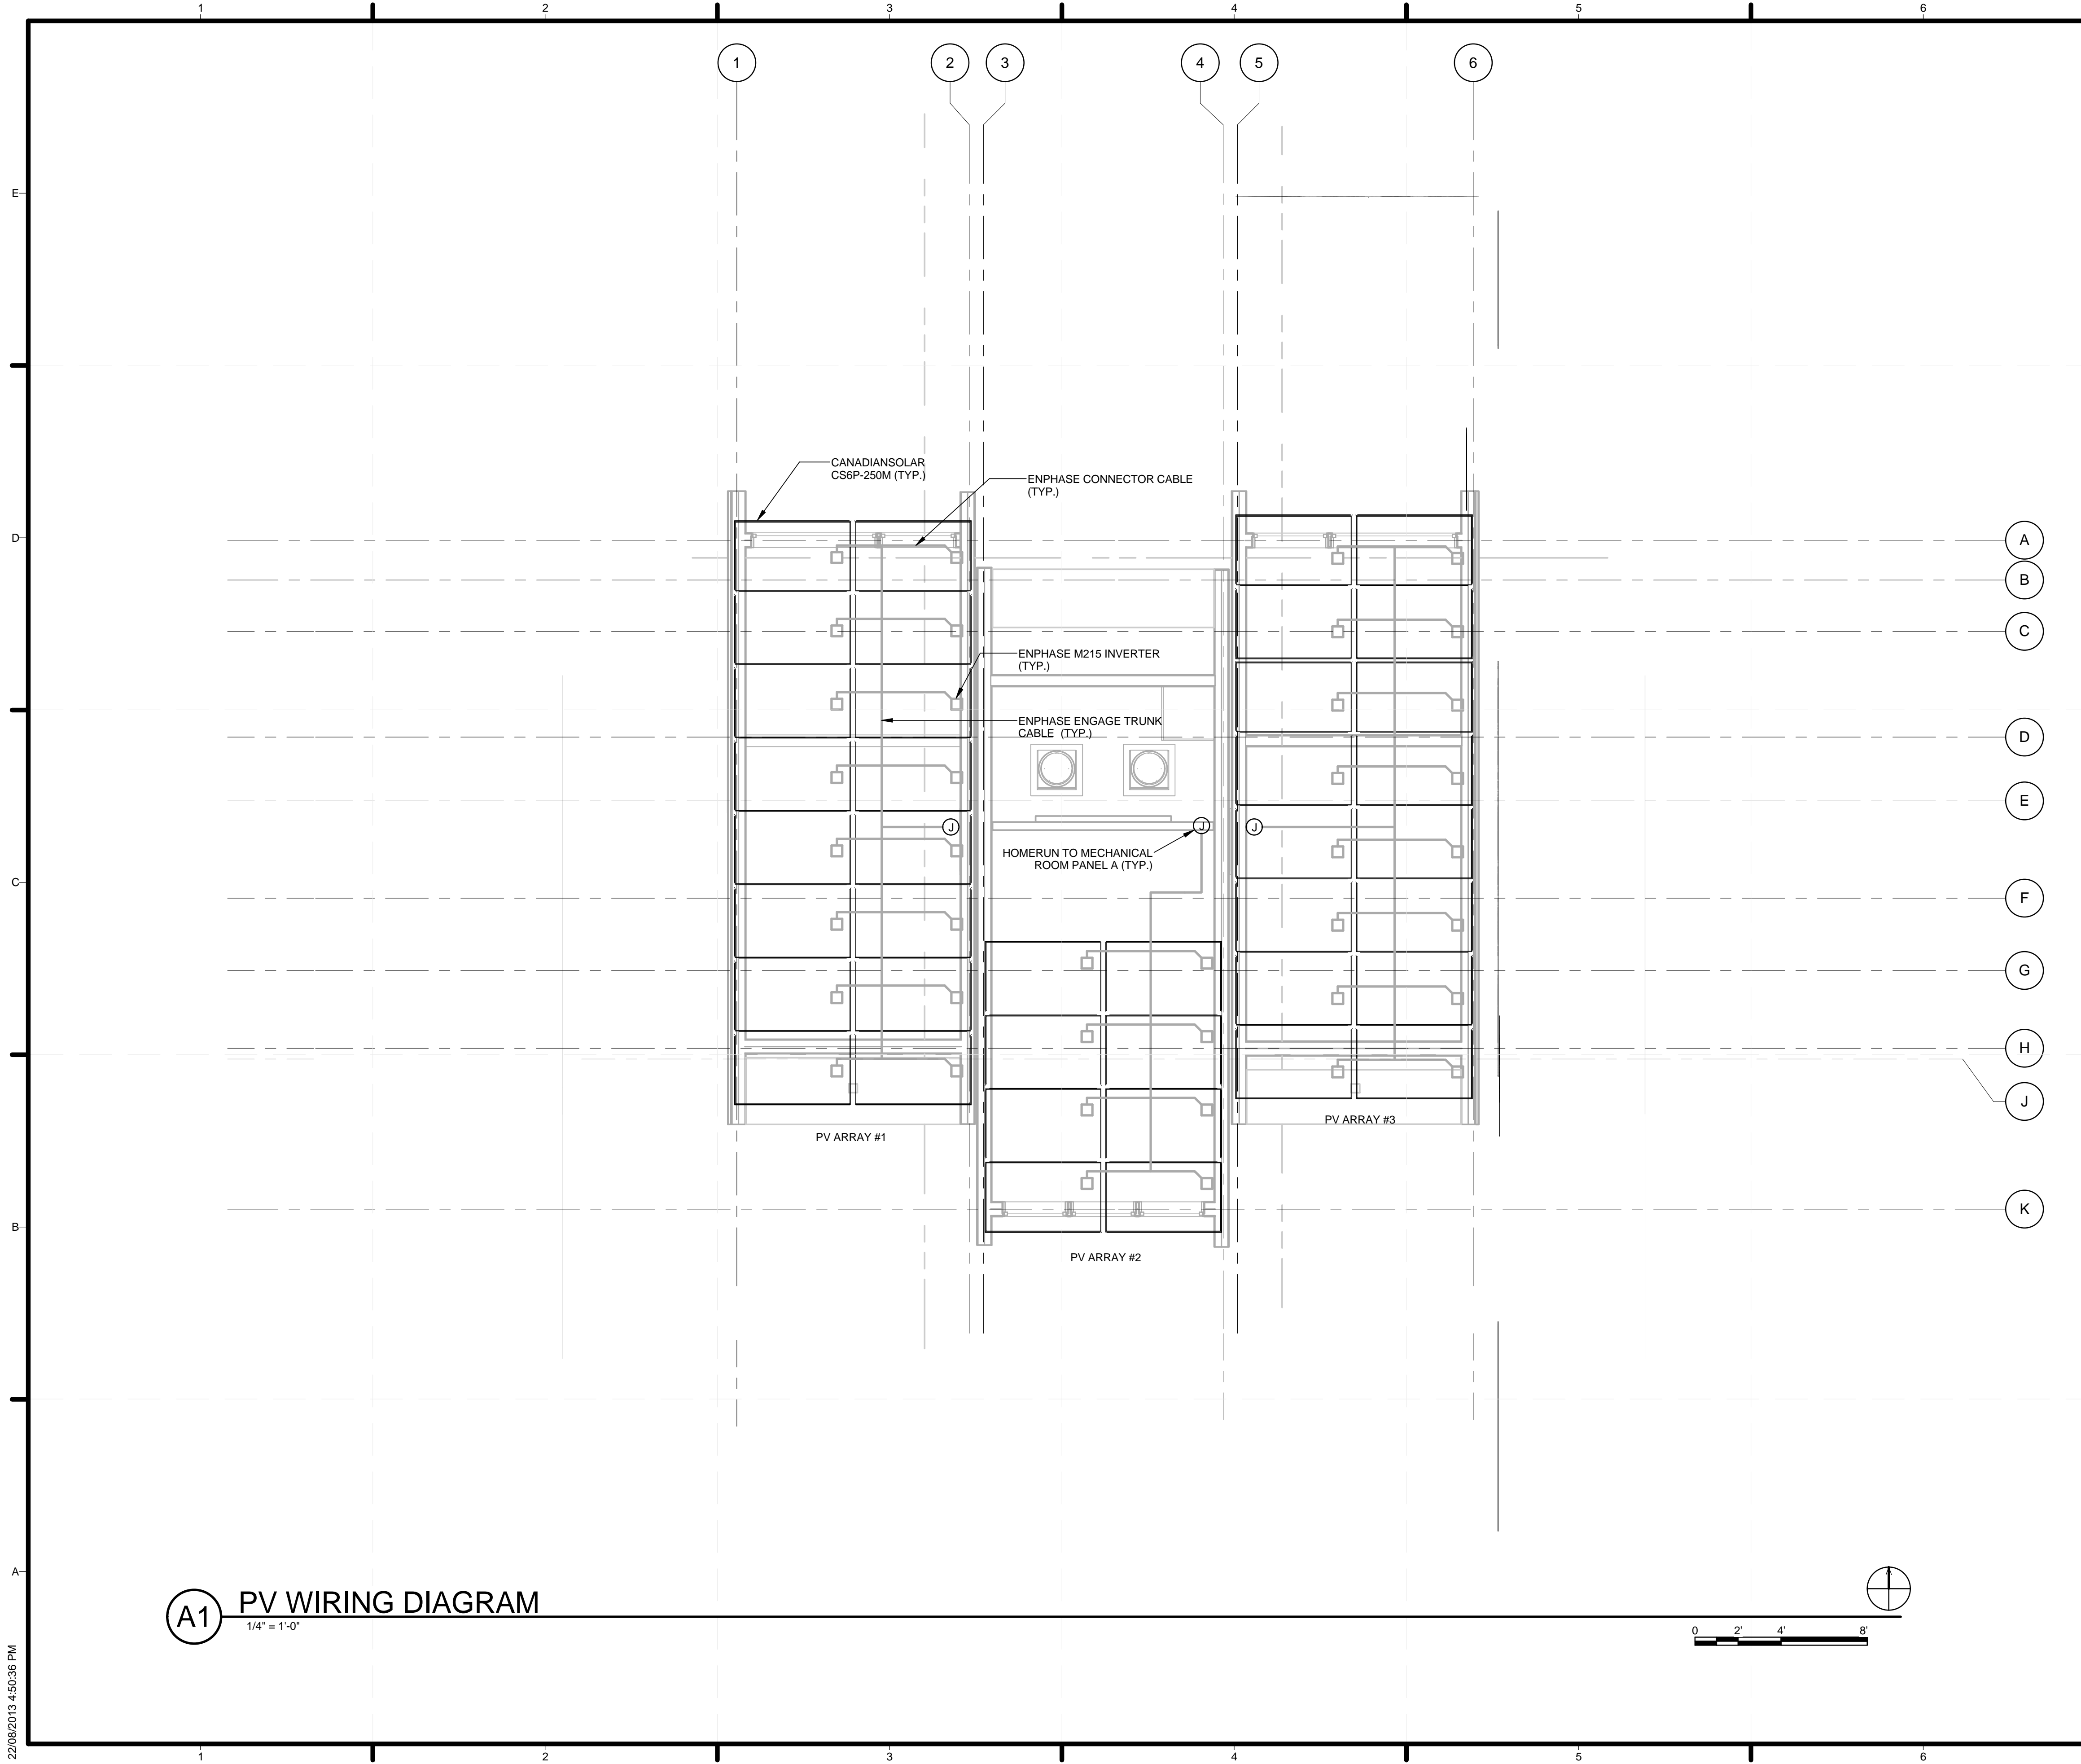 1 2 3 4 5 6
1 2 3 4 5 6
E
CANADIANSOLAR
CS6P-250M (TYP.)
ENPHASE CONNECTOR CABLE
(TYP.)
D
A
B
C
ENPHASE M215 INVERTER
(TYP.)
ENPHASE ENGAGE TRUNK
CABLE (TYP.)
D
E
J
J
J
HOMERUN TO MECHANICAL
ROOM PANEL A (TYP.)
C
F
G
H
J
PV ARRAY #3
PV ARRAY #1
K
B
PV ARRAY #2
A
A1
PV WIRING DIAGRAM
1/4" = 1'-0"
0 2' 4' 8'
22/08/2013 4:50:36 PM
1 2 3 4 5 6